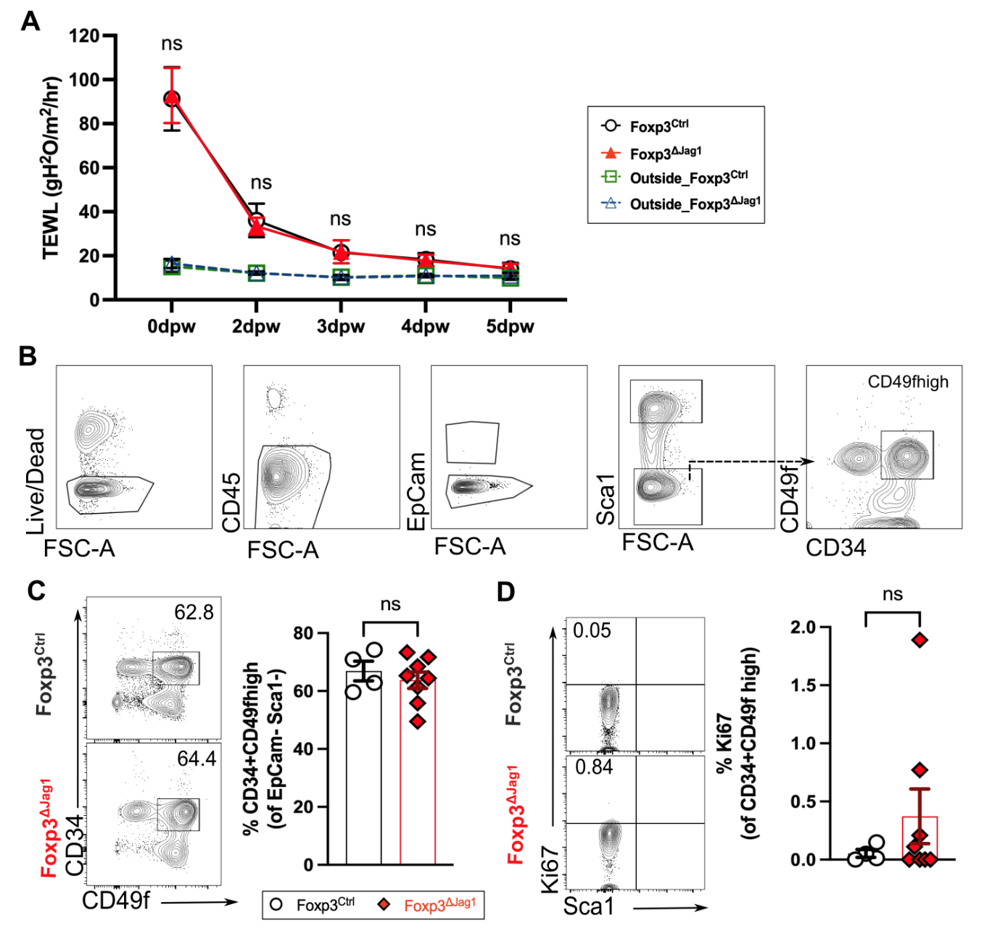 A
120
100
80
60
40
20
0
TEWL (gH2O/m2/hr)
ns
ns
ns
ns
ns
0dpw
2dpw
3dpw
4dpw
5dpw
Foxp3Ctrl
Foxp3ΔJag1
Outside_Foxp3Ctrl
Outside_Foxp3ΔJag1
B
Live/Dead
FSC-A
CD45
FSC-A
EpCam
FSC-A
Sca1
FSC-A
CD49fhigh
CD49f
CD34
C
Foxp3Ctrl
62.8
Foxp3ΔJag1
64.4
CD34
CD49f
% CD34+CD49fhigh
(of EpCam- Sca1-)
80
60
40
20
0
ns
Foxp3Ctrl
Foxp3ΔJag1
D
Foxp3Ctrl
0.05
Foxp3ΔJag1
0.84
Ki67
Sca1
% Ki67
(of CD34+CD49f high)
2.0
1.5
1.0
0.5
0.0
ns